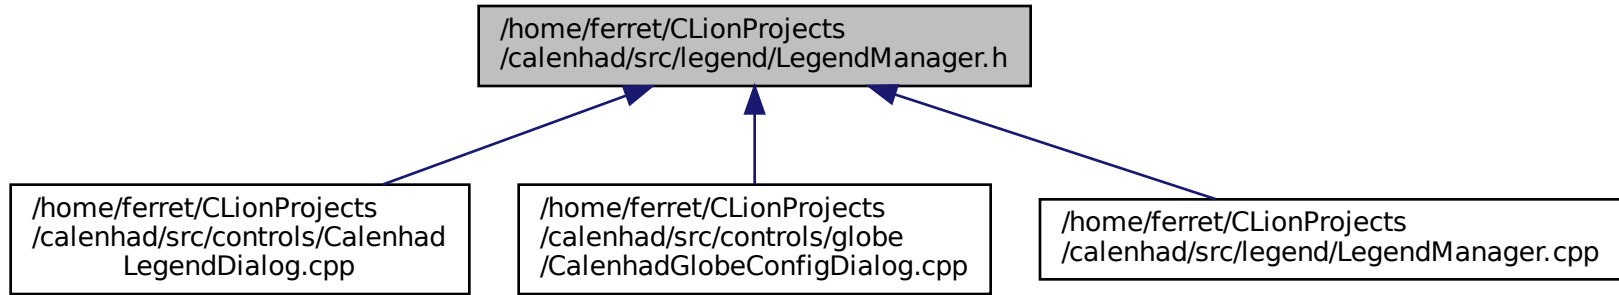 /home/ferret/CLionProjects
/calenhad/src/legend/LegendManager.h
/home/ferret/CLionProjects
/calenhad/src/controls/Calenhad
LegendDialog.cpp
/home/ferret/CLionProjects
/calenhad/src/controls/globe
/CalenhadGlobeConfigDialog.cpp
/home/ferret/CLionProjects
/calenhad/src/legend/LegendManager.cpp